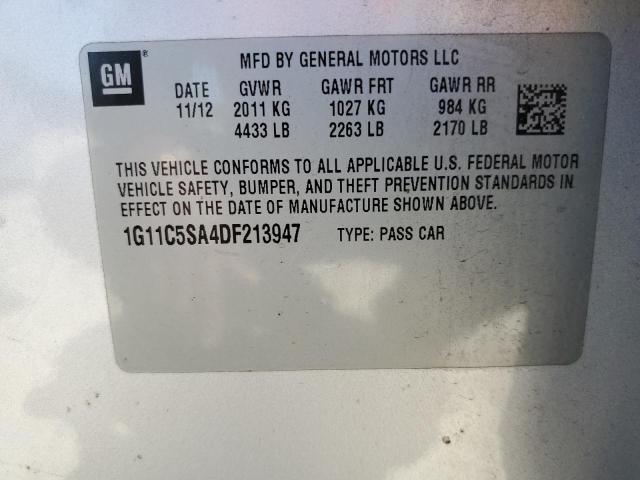 GM ® MFD BY GENERAL MOTORS LLC
DATE GVWR GAWR FRT GAWR RR
11/12 2011 KG 1027 KG 984 KG
4433 LB 2263 LB 2170 LB
THIS VEHICLE CONFORMS TO ALL APPLICABLE U.S. FEDERAL MOTOR
VEHICLE SAFETY, BUMPER, AND THEFT PREVENTION STANDARDS IN
EFFECT ON THE DATE OF MANUFACTURE SHOWN ABOVE.
1G11C5SA4DF213947 TYPE: PASS CAR